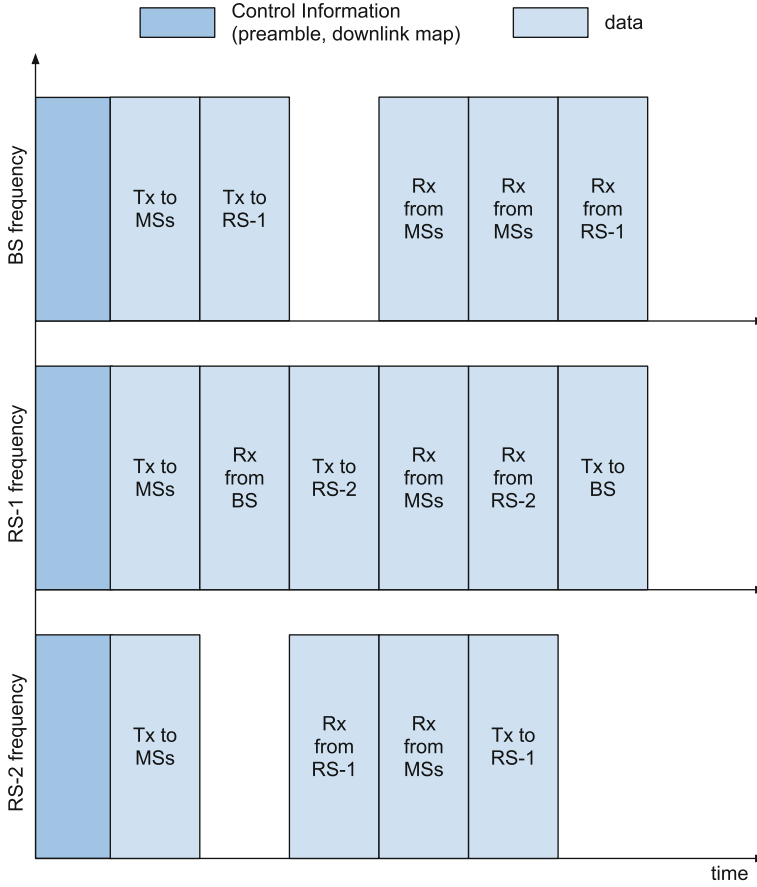 Control Information
(preamble, downlink map)
data
BS frequency
Tx to
MSs
Tx to
RS-1
Rx
from
MSs
Rx
from
MSs
Rx
from
RS-1
RS-1 frequency
Tx to
MSs
Rx
from
BS
Tx to
RS-2
Rx
from
MSs
Rx
from
RS-2
Tx to
BS
RS-2 frequency
Tx to
MSs
Rx
from
RS-1
Rx
from
MSs
Tx to
RS-1
time